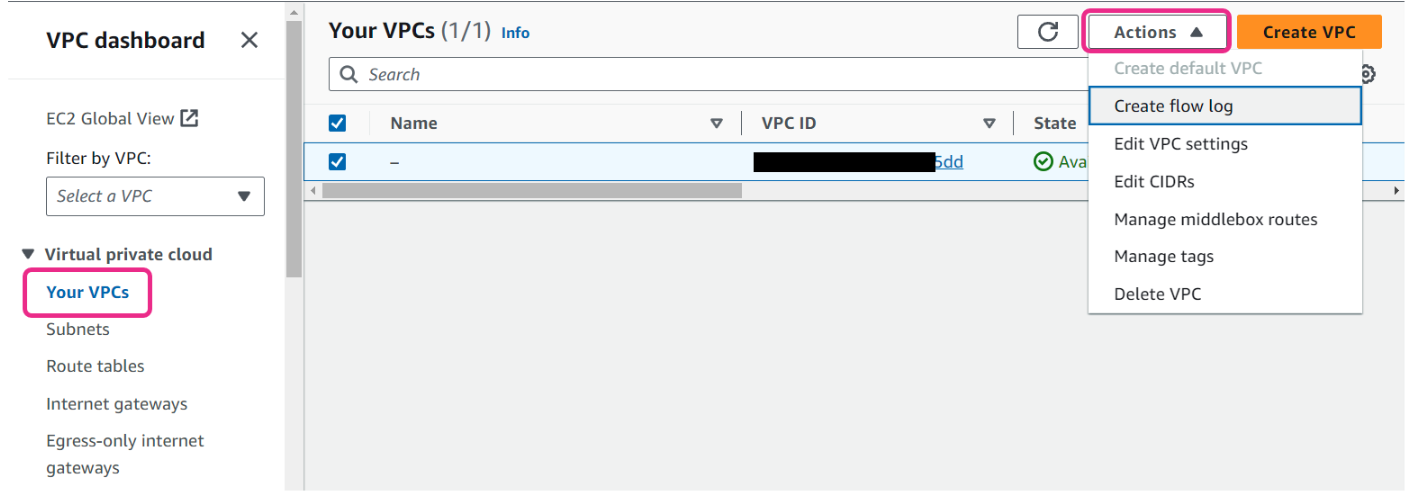 VPC dashboard
EC2 Global View
Filter by VPC:
Select a VPC
Virtual private cloud
Your VPCs
Subnets
Route tables
Internet gateways
Egress-only internet
gateways
Your VPCs (1/1) Info
Actions
Create VPC
Search
Name
VPC ID
State
–
5dd
Ava
Create default VPC
Create flow log
Edit VPC settings
Edit CIDRs
Manage middlebox routes
Manage tags
Delete VPC